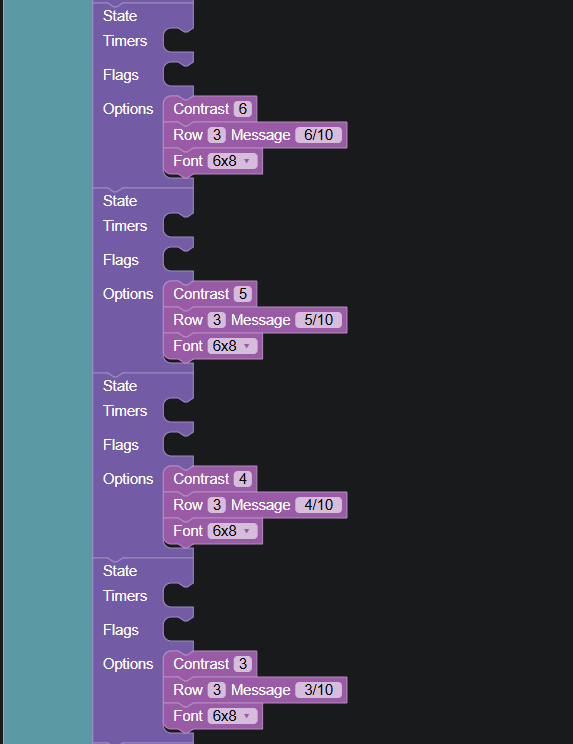 State
Timers
Flags
Options Contrast 6
Row 3 Message 6/10
Font 6x8
State
Timers
Flags
Options Contrast 5
Row 3 Message 5/10
Font 6x8
State
Timers
Flags
Options Contrast 4
Row 3 Message 4/10
Font 6x8
State
Timers
Flags
Options Contrast 3
Row 3 Message 3/10
Font 6x8